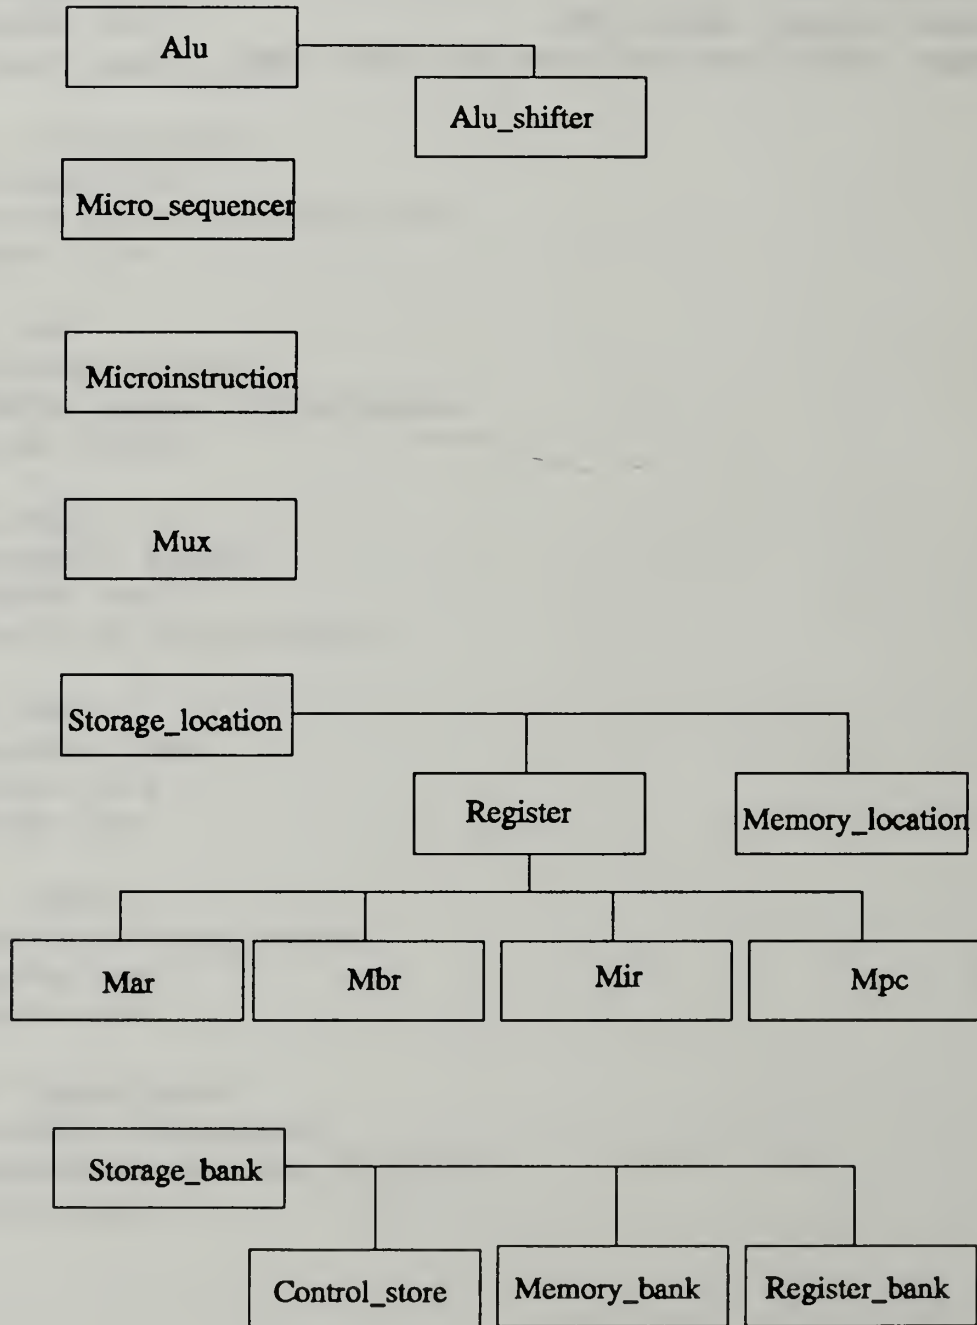 Alu
Alu_shifter
Micro_sequencer
Microinstruction
Mux
Storage_location
Register
Memory_location
Mar
Mbr
Mir
Mpc
Storage_bank
Control_store
Memory_bank
Register_bank